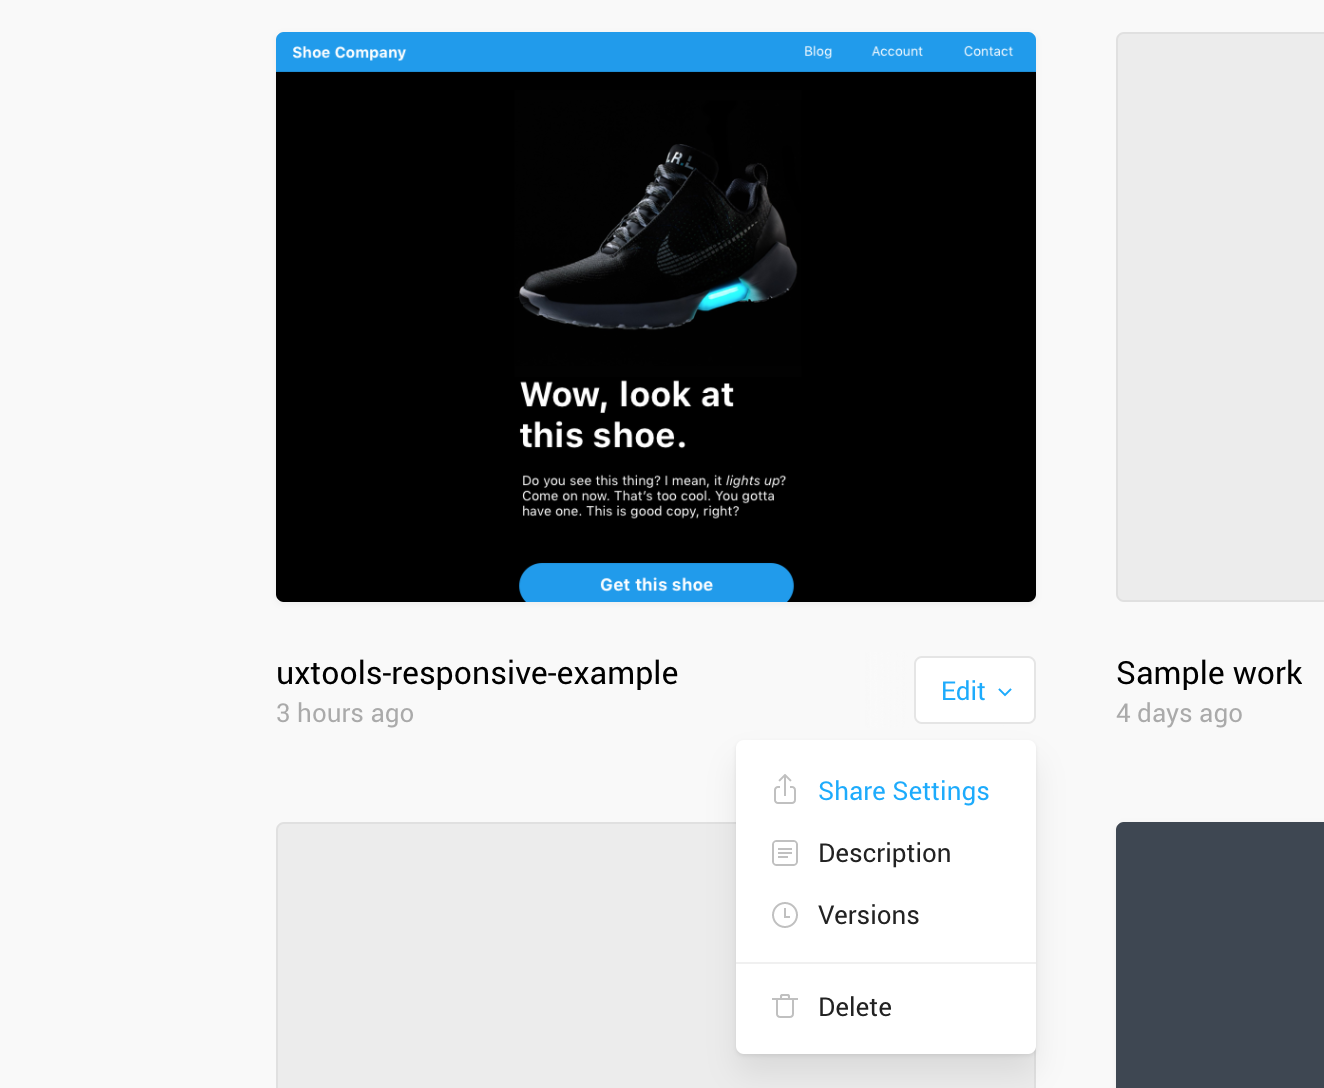 Shoe Company
Blog
Account
Contact
Wow, look at
this shoe.
Do you see this thing? I mean, it lights up?
Come on now. That's too cool. You gotta
have one. This is good copy, right?
Get this shoe
uxtools-responsive-example
3 hours ago
Edit
Sample work
4 days ago
Share Settings
Description
Versions
Delete